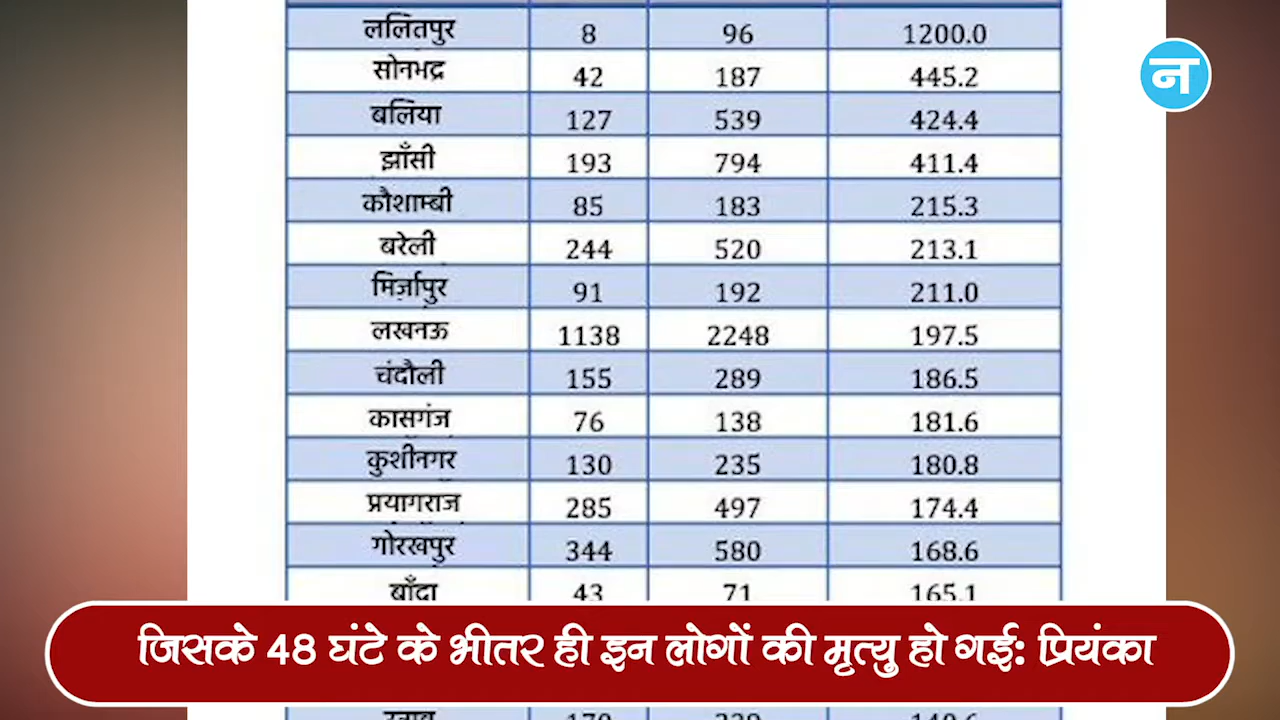 ललितपुर 8 96 1200.0
न
सोनभद्र 42 187 445.2
बलिया 127 539 424.4
झाँसी 193 794 411.4
कौशाम्बी 85 183 215.3
बरेली 244 520 213.1
मिर्ज़ापुर 91 192 211.0
लखनऊ 1138 2248 197.5
चंदौली 155 289 186.5
कासगंज 76 138 181.6
कुशीनगर 130 235 180.8
प्रयागराज 285 497 174.4
गोरखपुर 344 580 168.6
बाँदा 43 71 165.1
जिसके 48 घंटे के भीतर ही इन लोगों की मृत्यु हो गई: प्रियंका